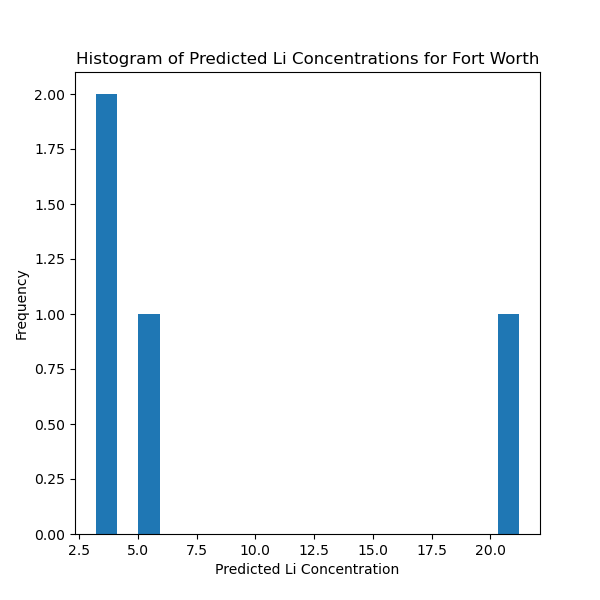 Histogram of Predicted Li Concentrations for Fort Worth
2.00
1.75
1.50
1.25
1.00
0.75
0.50
0.25
0.00
Frequency
2.5 5.0 7.5 10.0 12.5 15.0 17.5 20.0
Predicted Li Concentration